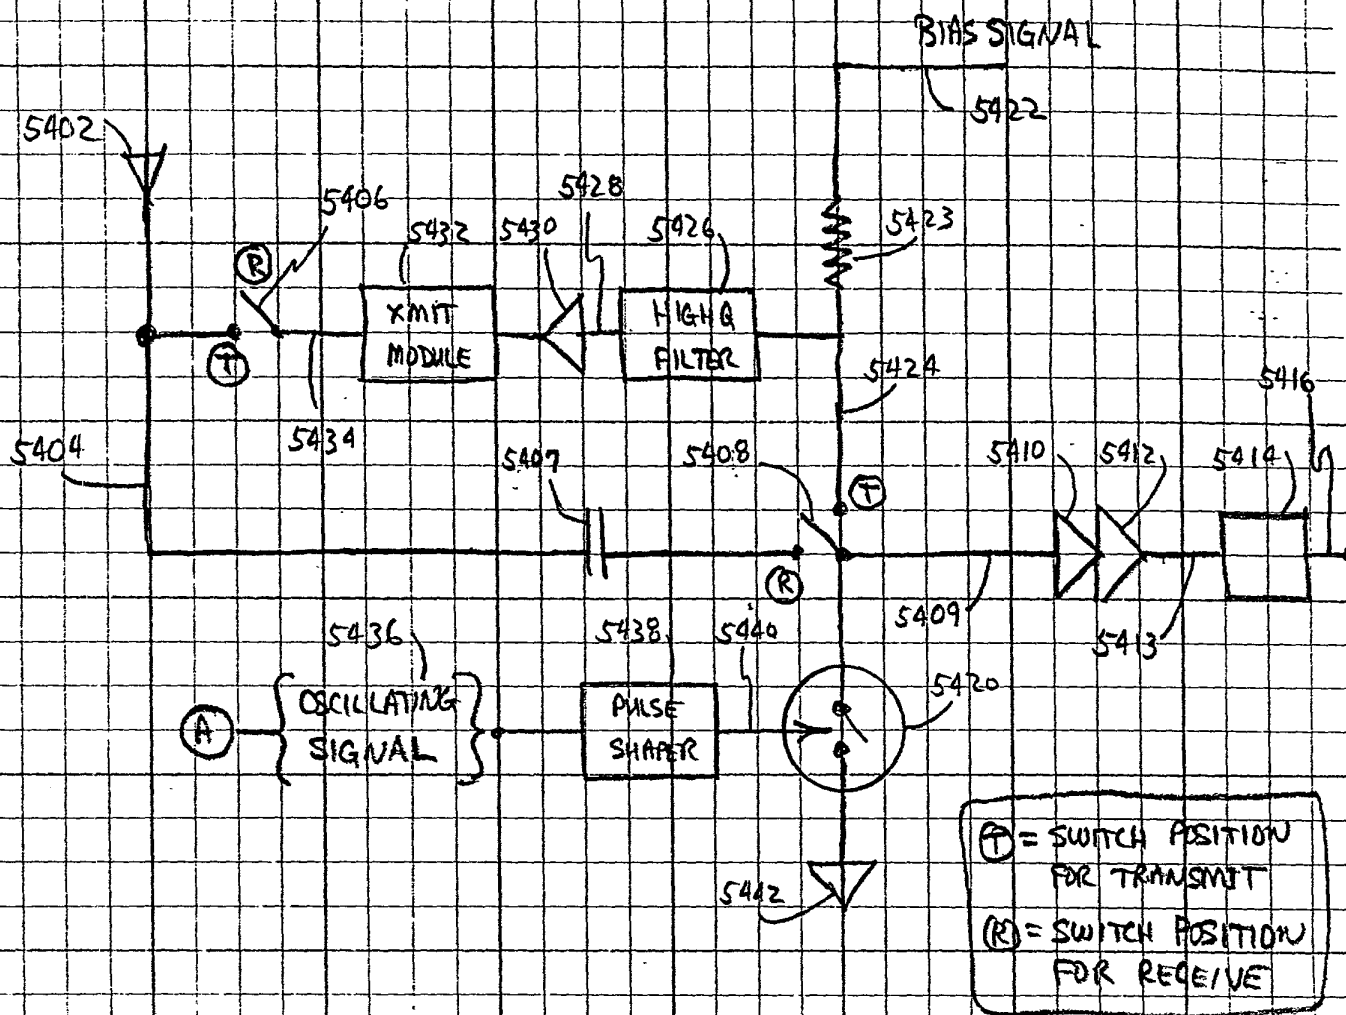 BIAS SIGNAL
5422
5402
5406
5432
5430
5428
5426
5423
R
XMIT
MODULE
HIGH Q
FILTER
T
5434
5424
5416
5404
5407
5408
T
5410
5412
5414
R
5409
5413
5436
5438
5440
5420
A
OSCILLATING
SIGNAL
PULSE
SHAPER
5442
T = SWITCH POSITION
FOR TRANSMIT
R = SWITCH POSITION
FOR RECEIVE